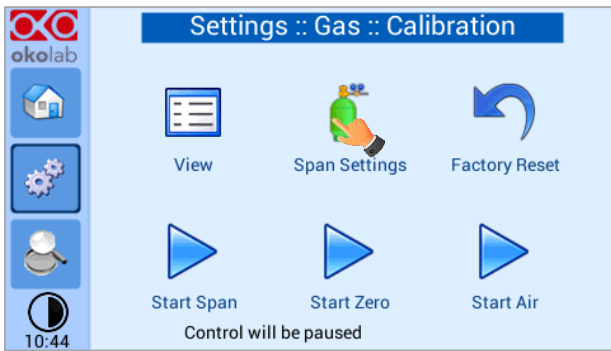 Settings :: Gas :: Calibration
okolab
View
Span Settings
Factory Reset
Start Span
Start Zero
Start Air
Control will be paused
10:44